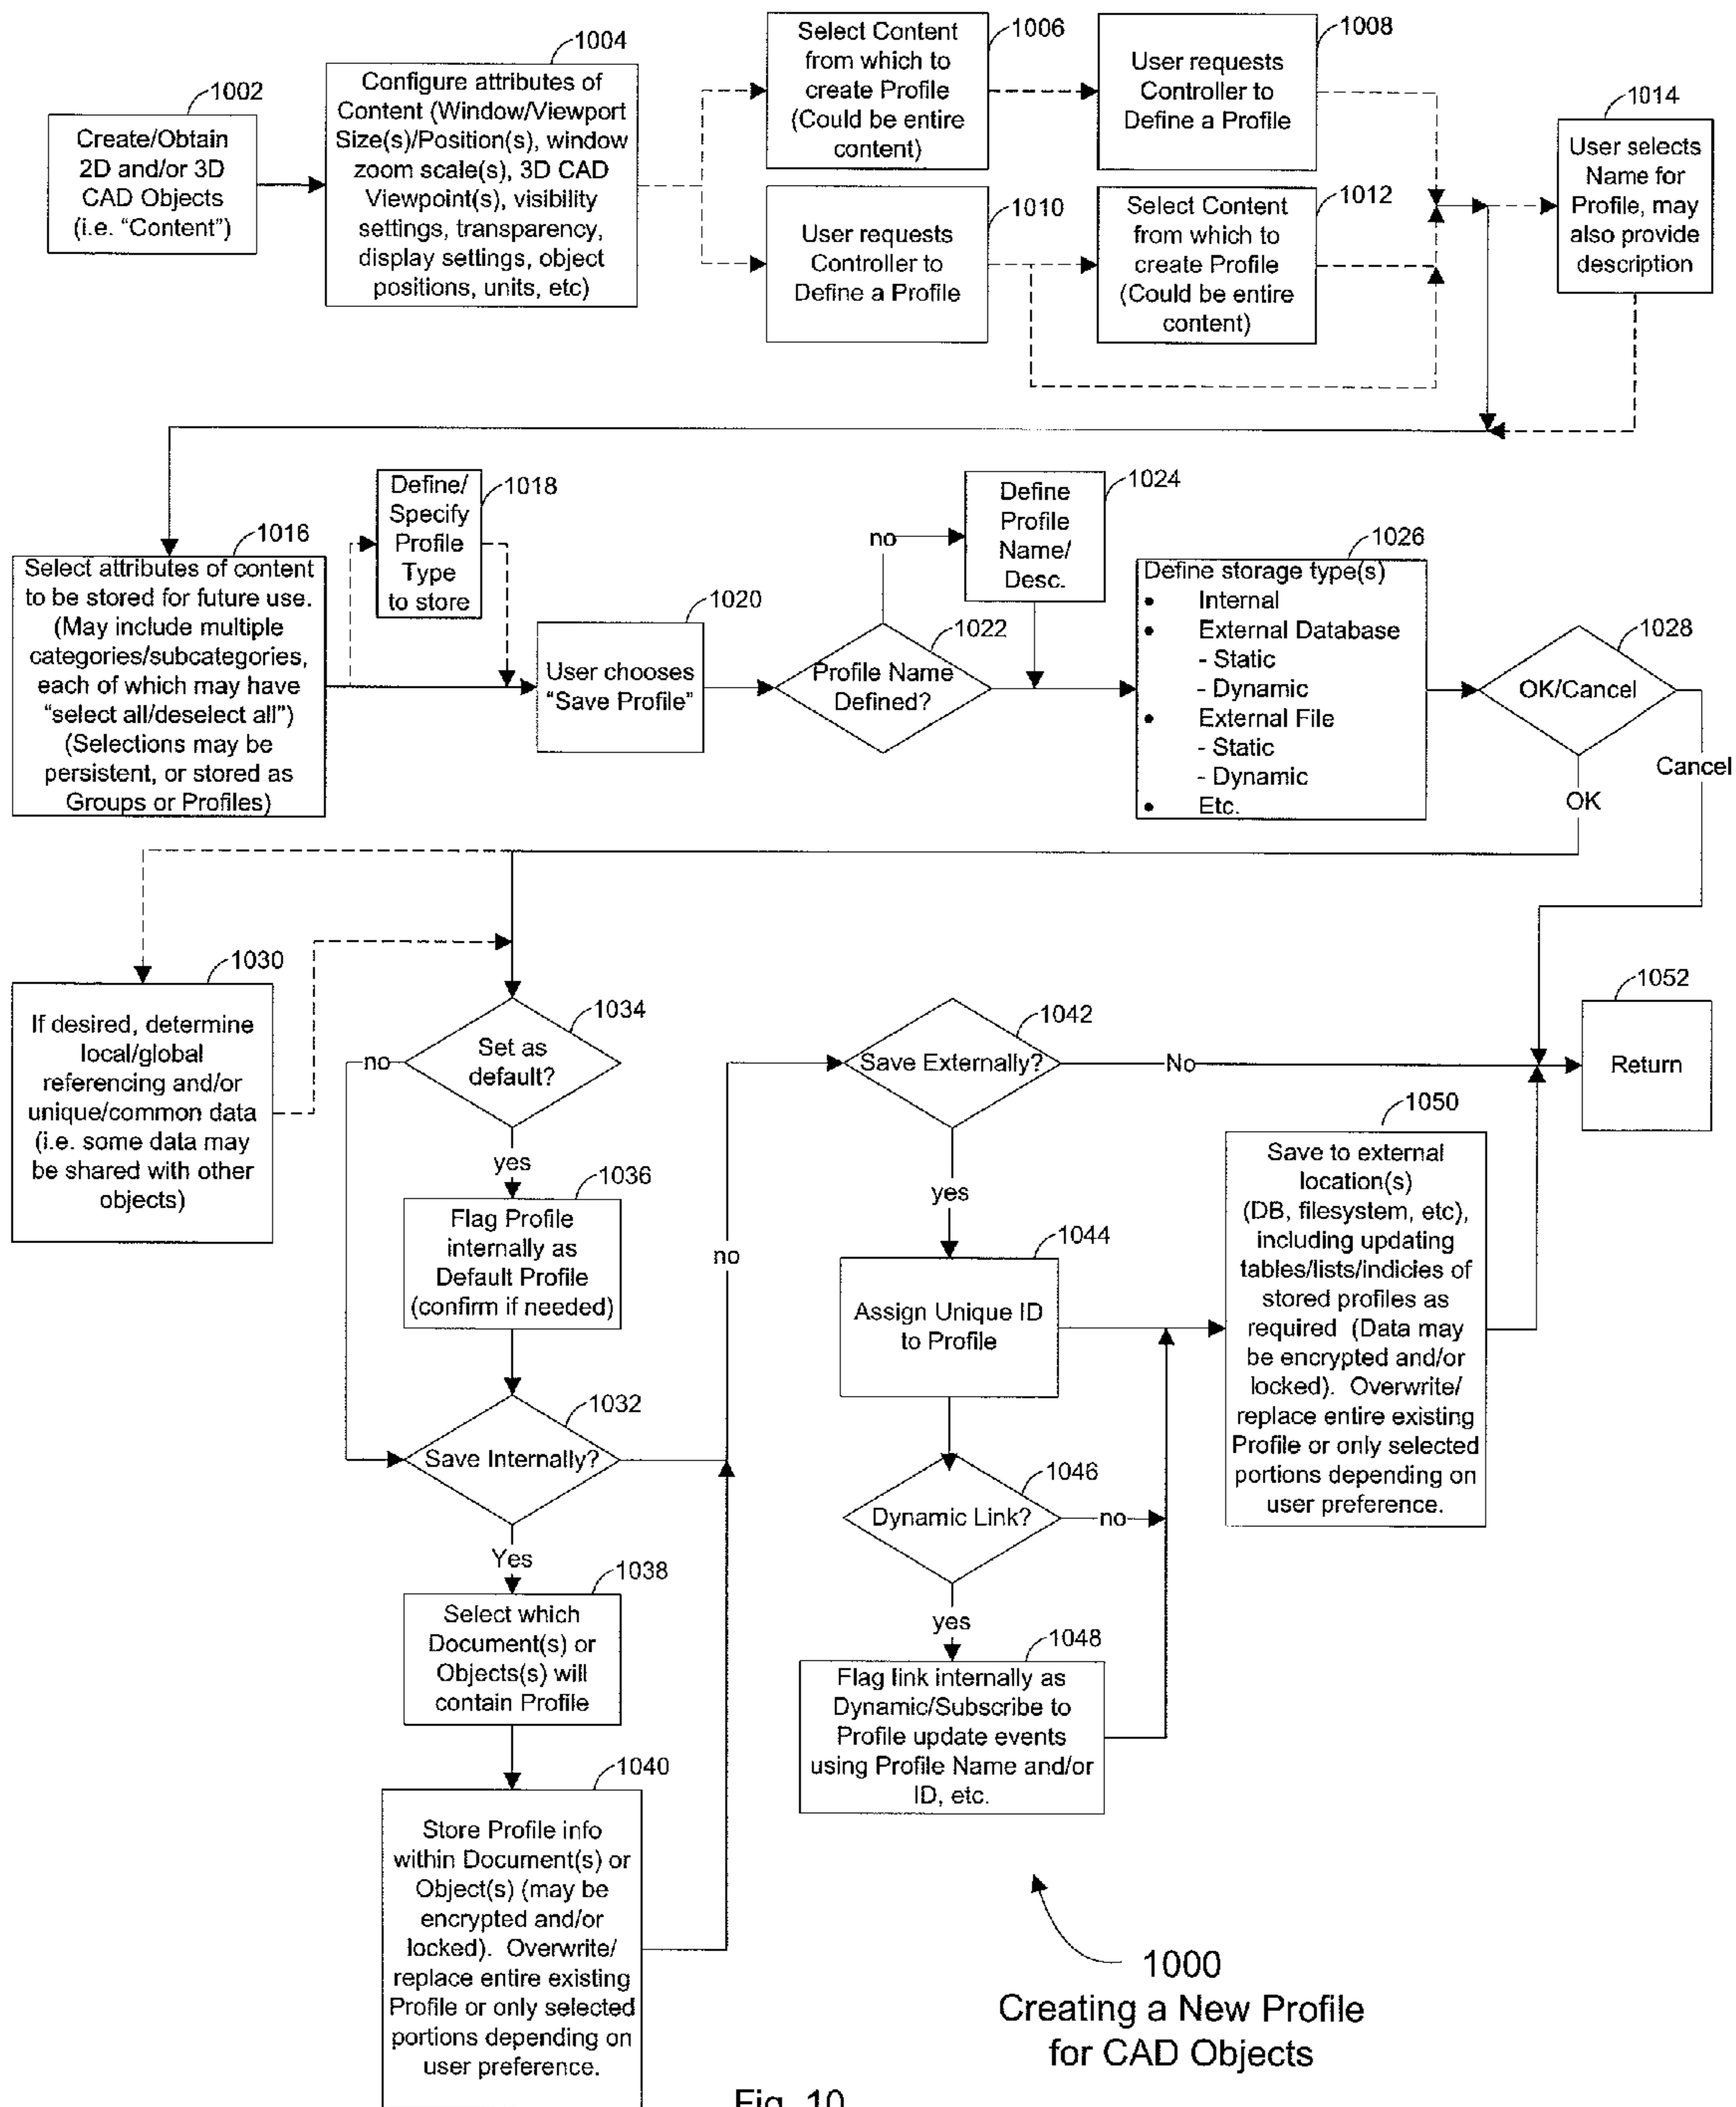 1002
Create/Obtain
2D and/or 3D
CAD Objects
(i.e. “Content”)
1004
Configure attributes of
Content (Window/Viewport
Size(s)/Position(s), window
zoom scale(s), 3D CAD
Viewpoint(s), visibility
settings, transparency,
display settings, object
positions, units, etc)
1006
Select Content
from which to
create Profile
(Could be entire
content)
1008
User requests
Controller to
Define a Profile
1010
User requests
Controller to
Define a Profile
1012
Select Content
from which to
create Profile
(Could be entire
content)
1014
User selects
Name for
Profile, may
also provide
description
1016
Select attributes of content
to be stored for future use.
(May include multiple
categories/subcategories,
each of which may have
“select all/deselect all”)
(Selections may be
persistent, or stored as
Groups or Profiles)
1018
Define/
Specify
Profile
Type
to store
1020
User chooses
“Save Profile”
1022
Profile Name
Defined?
no
1024
Define
Profile
Name/
Desc.
1026
Define storage type(s)
• Internal
• External Database
- Static
- Dynamic
• External File
- Static
- Dynamic
• Etc.
1028
OK/Cancel
Cancel
OK
1030
If desired, determine
local/global
referencing and/or
unique/common data
(i.e. some data may
be shared with other
objects)
1034
Set as
default?
no
yes
1036
Flag Profile
internally as
Default Profile
(confirm if needed)
1032
Save Internally?
no
Yes
1038
Select which
Document(s) or
Objects(s) will
contain Profile
1040
Store Profile info
within Document(s) or
Object(s) (may be
encrypted and/or
locked). Overwrite/
replace entire existing
Profile or only selected
portions depending on
user preference.
1042
Save Externally?
No
yes
1044
Assign Unique ID
to Profile
1046
Dynamic Link?
no
yes
1048
Flag link internally as
Dynamic/Subscribe to
Profile update events
using Profile Name and/or
ID, etc.
1050
Save to external
location(s)
(DB, filesystem, etc),
including updating
tables/lists/indicies of
stored profiles as
required (Data may
be encrypted and/or
locked). Overwrite/
replace entire existing
Profile or only selected
portions depending on
user preference.
1052
Return
1000
Creating a New Profile
for CAD Objects
Fig. 10